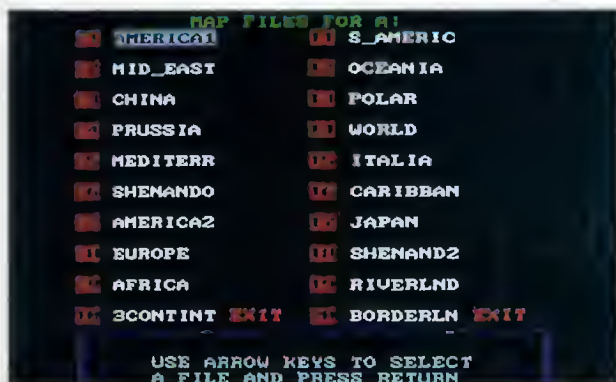 MAP FILES FOR A:
AMERICA1
MID_EAST
CHINA
PRUSSIA
MEDITERR
SHENANDO
AMERICA2
EUROPE
AFRICA
3CONTINT EXIT
S_AMERIC
OCEANIA
POLAR
WORLD
ITALIA
CARIBBAN
JAPAN
SHENAND2
RIVERLND
BORDERLN EXIT
USE ARROW KEYS TO SELECT
A FILE AND PRESS RETURN